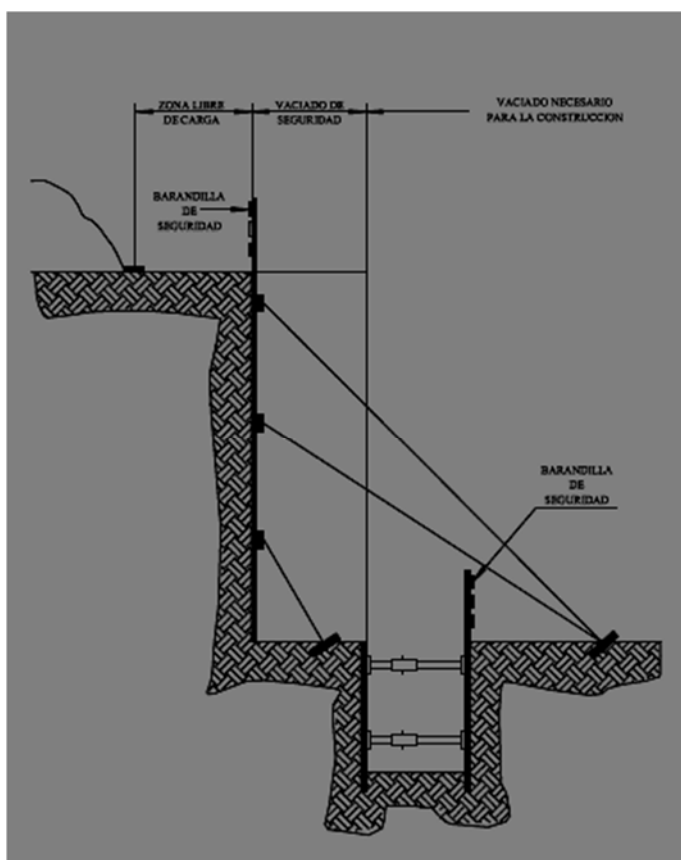 ZONA LIBRE
DE CARGA
VACIADO DE
SEGURIDAD
VACIADO NECESARIO
PARA LA CONSTRUCCION
BARANDILLA
DE
SEGURIDAD
BARANDILLA
DE
SEGURIDAD